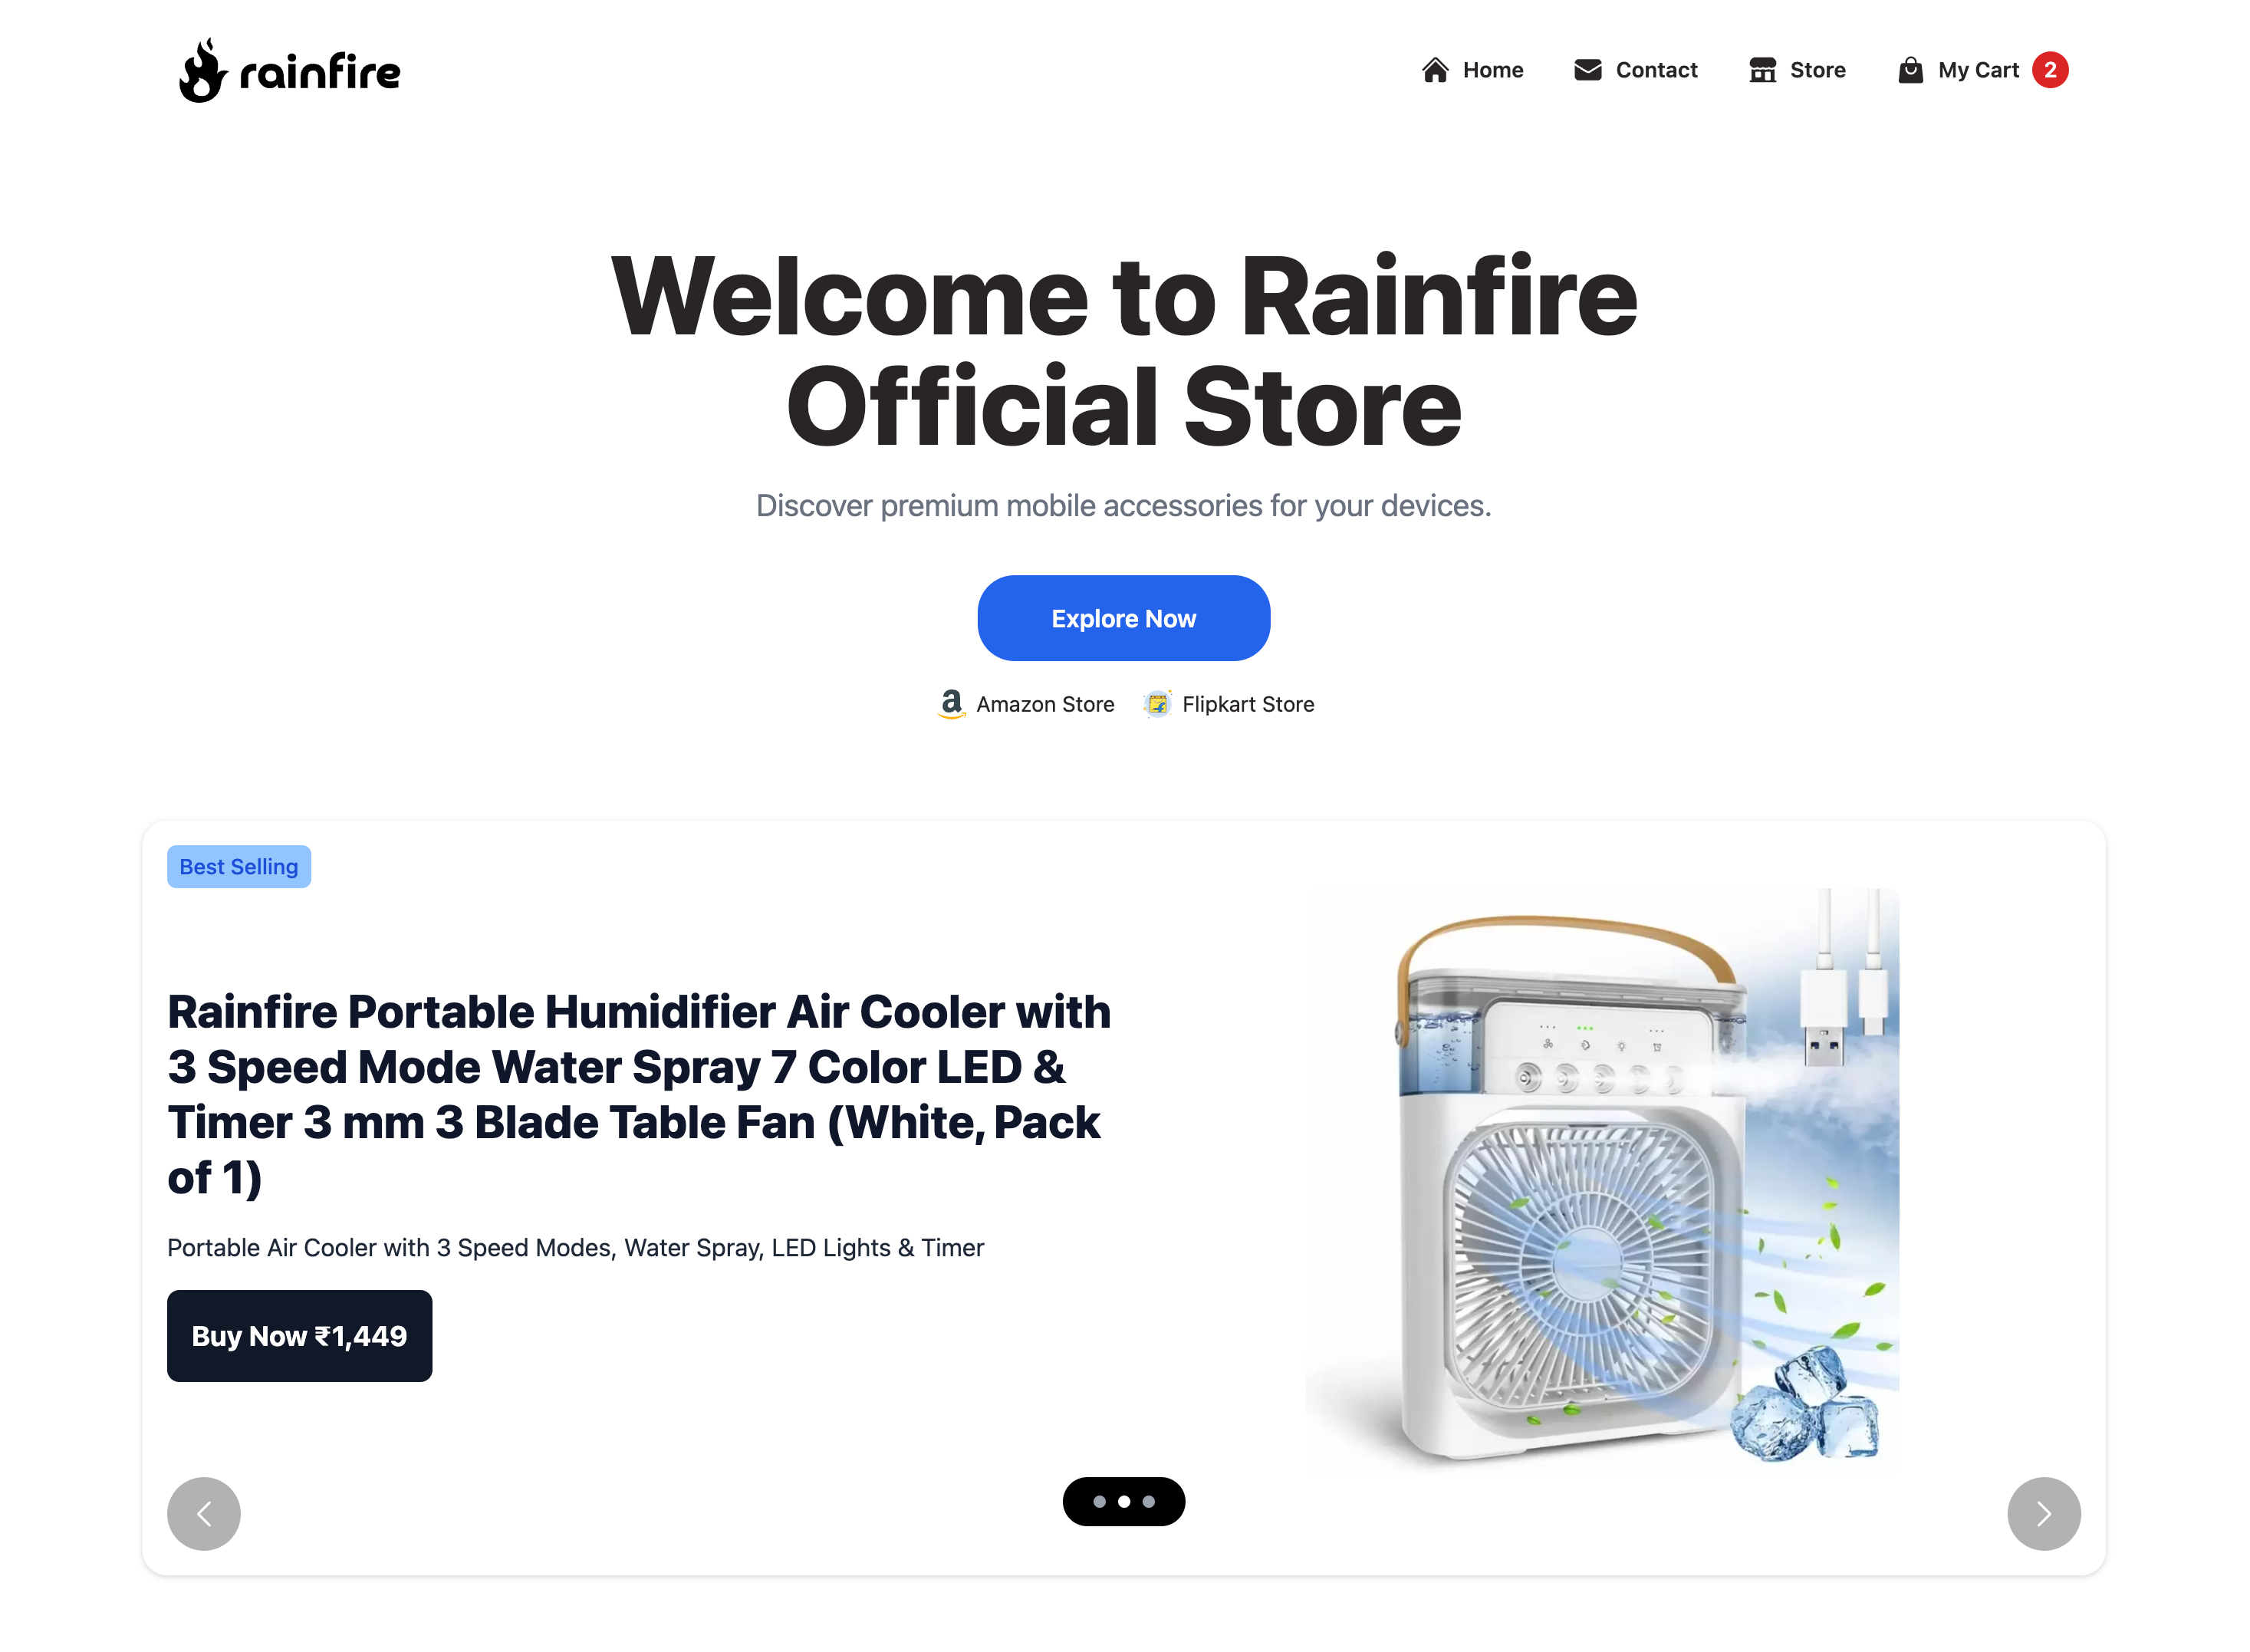 rainfire
Home
Contact
Store
My Cart 2
Welcome to Rainfire
Official Store
Discover premium mobile accessories for your devices.
Explore Now
a Amazon Store
Flipkart Store
Best Selling
Rainfire Portable Humidifier Air Cooler with
3 Speed Mode Water Spray 7 Color LED &
Timer 3 mm 3 Blade Table Fan (White, Pack
of 1)
Portable Air Cooler with 3 Speed Modes, Water Spray, LED Lights & Timer
Buy Now ₹1,449